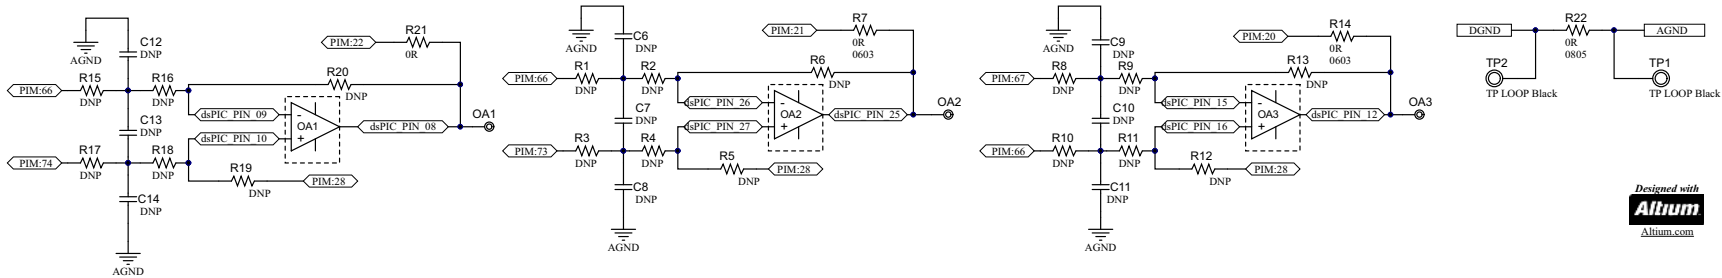 AGND
C12
DNP
PIM:22
R21
0R
PIM:66
R15
DNP
R16
DNP
R20
DNP
dsPIC_PIN_09
C13
DNP
dsPIC_PIN_10
-
OA1
+
dsPIC_PIN_08
OA1
PIM:74
R17
DNP
R18
DNP
R19
DNP
PIM:28
C14
DNP
AGND
AGND
C6
DNP
PIM:21
R7
0R
0603
PIM:66
R1
DNP
R2
DNP
R6
DNP
dsPIC_PIN_26
C7
DNP
dsPIC_PIN_27
-
OA2
+
dsPIC_PIN_25
OA2
PIM:73
R3
DNP
R4
DNP
R5
DNP
PIM:28
C8
DNP
AGND
AGND
C9
DNP
PIM:20
R14
0R
0603
PIM:67
R8
DNP
R9
DNP
R13
DNP
dsPIC_PIN_15
C10
DNP
dsPIC_PIN_16
-
OA3
+
dsPIC_PIN_12
OA3
PIM:66
R10
DNP
R11
DNP
R12
DNP
PIM:28
C11
DNP
AGND
DGND
R22
0R
0805
AGND
TP2
TP LOOP Black
TP1
TP LOOP Black
Designed with
Altium
Altium.com